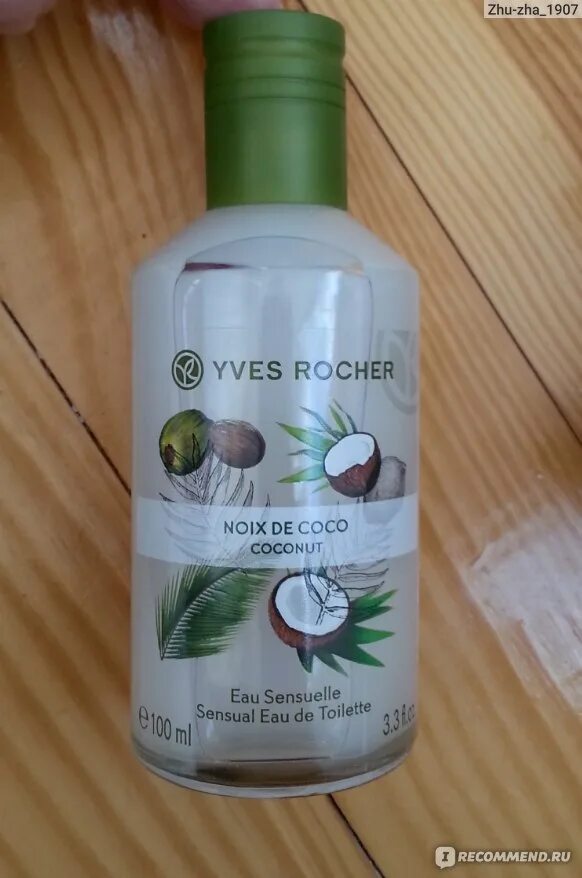 Zhu-zha_1907
YVES ROCHER
NOIX DE COCO
COCONUT
Eau Sensuelle
Sensual Eau de Toilette
e 100 ml
3.3 fl.oz.
I RECOMMEND.RU